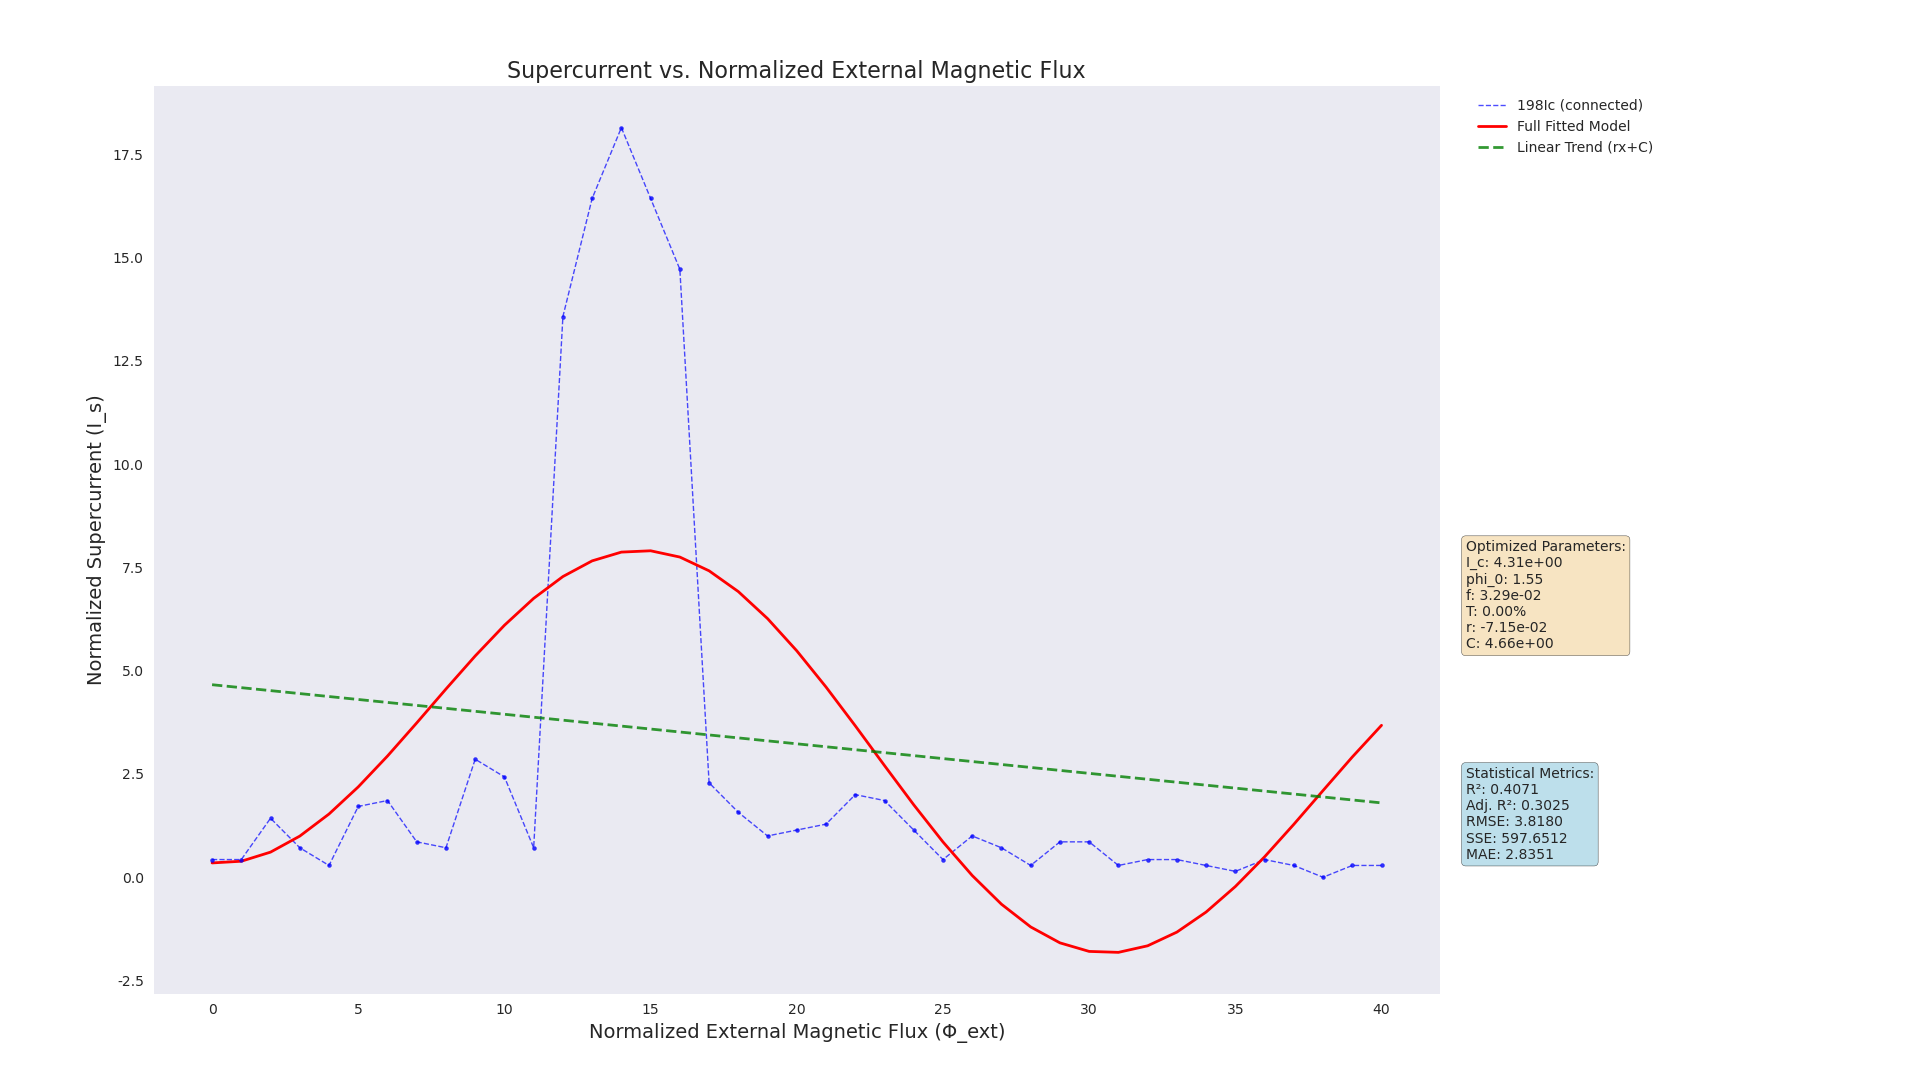 Supercurrent vs. Normalized External Magnetic Flux
198Ic (connected)
Full Fitted Model
Linear Trend (rx+C)
Normalized Supercurrent (I_s)
17.5
15.0
12.5
10.0
7.5
5.0
2.5
0.0
-2.5
0 5 10 15 20 25 30 35 40
Normalized External Magnetic Flux (Φ_ext)
Optimized Parameters:
I_c: 4.31e+00
phi_0: 1.55
f: 3.29e-02
T: 0.00%
r: -7.15e-02
C: 4.66e+00
Statistical Metrics:
R²: 0.4071
Adj. R²: 0.3025
RMSE: 3.8180
SSE: 597.6512
MAE: 2.8351